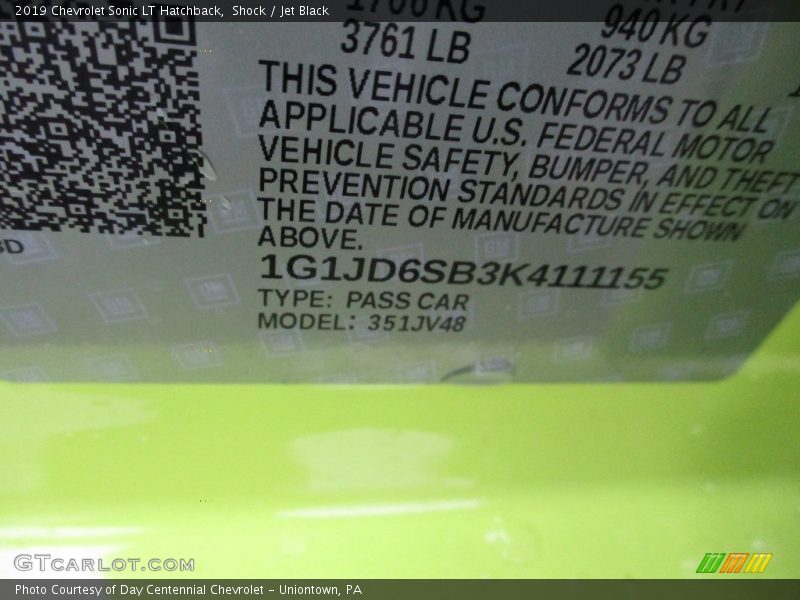 2019 Chevrolet Sonic LT Hatchback, Shock / Jet Black
KG
940 KG
3761 LB
2073 LB
THIS VEHICLE CONFORMS TO ALL
APPLICABLE U.S. FEDERAL MOTOR
VEHICLE SAFETY, BUMPER, AND THEFT
PREVENTION STANDARDS IN EFFECT ON
THE DATE OF MANUFACTURE SHOWN
ABOVE.
1G1JD6SB3K4111155
TYPE: PASS CAR
MODEL: 351JV48
GTCARLOT.COM
Photo Courtesy of Day Centennial Chevrolet - Uniontown, PA